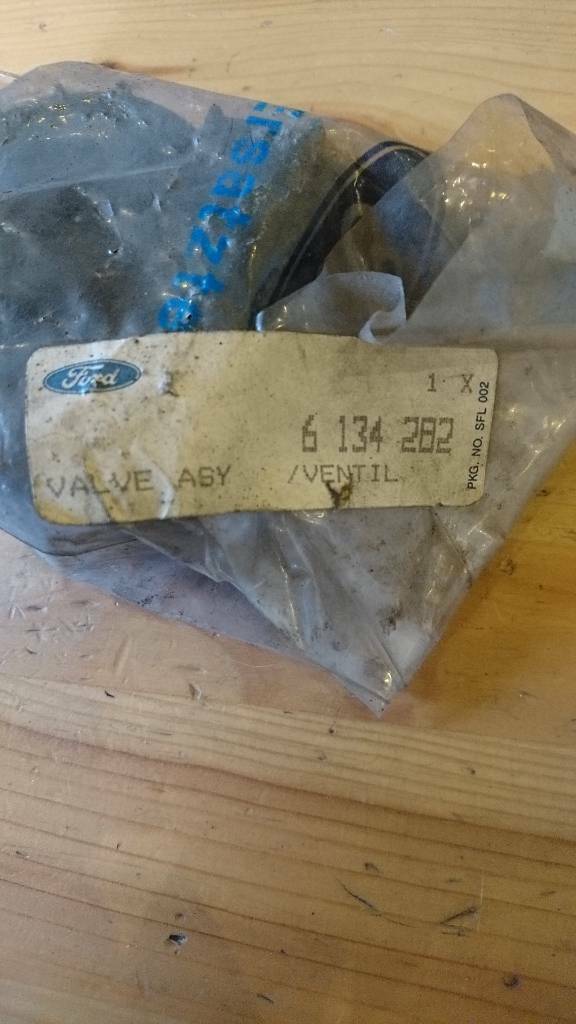 Ford
1 X
6 134 282
VALVE ASY /VENTIL
PKG. NO. SFL 002